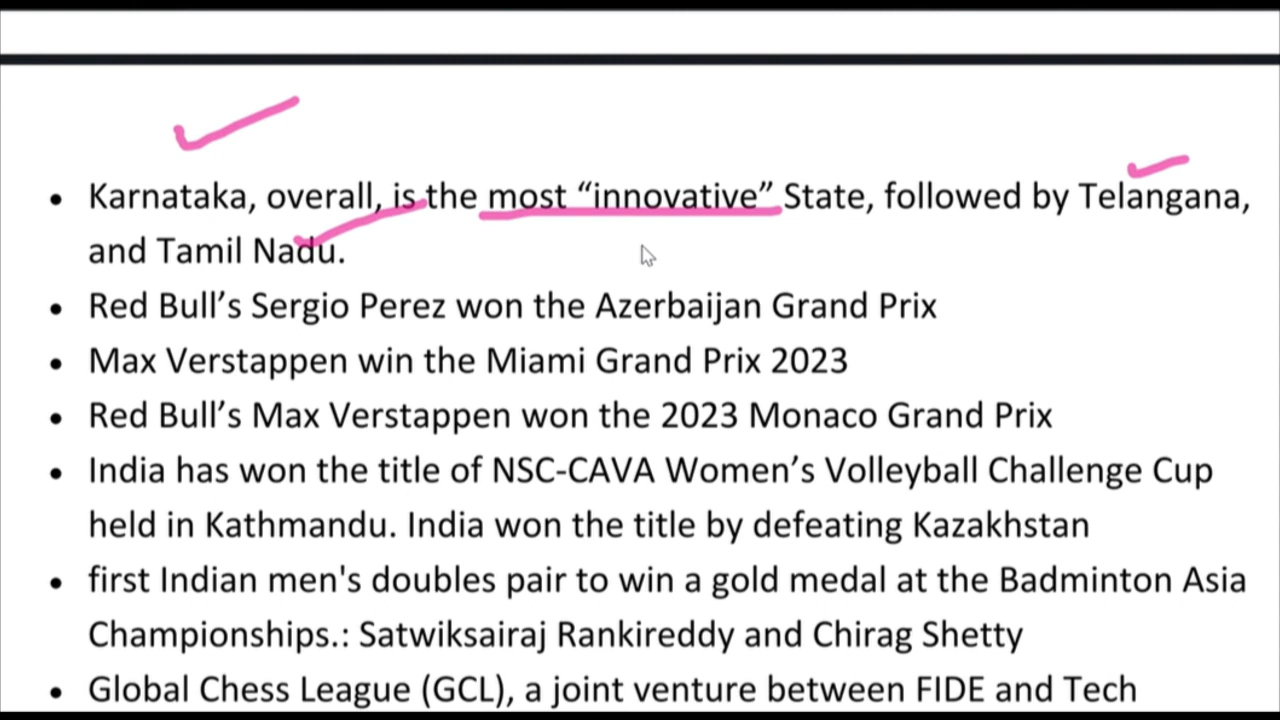 • Karnataka, overall, is the most “innovative” State, followed by Telangana,
and Tamil Nadu.
• Red Bull’s Sergio Perez won the Azerbaijan Grand Prix
• Max Verstappen win the Miami Grand Prix 2023
• Red Bull’s Max Verstappen won the 2023 Monaco Grand Prix
• India has won the title of NSC-CAVA Women’s Volleyball Challenge Cup
held in Kathmandu. India won the title by defeating Kazakhstan
• first Indian men's doubles pair to win a gold medal at the Badminton Asia
Championships.: Satwiksairaj Rankireddy and Chirag Shetty
• Global Chess League (GCL), a joint venture between FIDE and Tech